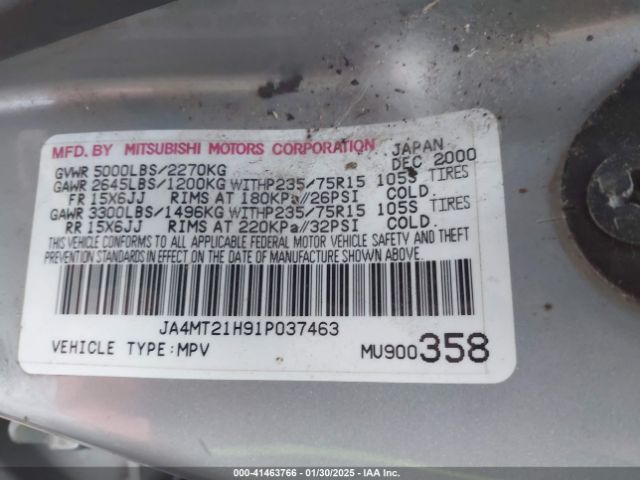 MFD. BY MITSUBISHI MOTORS CORPORATION JAPAN
GVWR 5000LBS/2270KG DEC 2000
GAWR 2645LBS/1200KG WITHP235/75R15 105S TIRES
FR 15X6JJ RIMS AT 180KPa//26PSI COLD.
GAWR 3300LBS/1496KG WITHP235/75R15 105S TIRES
RR 15X6JJ RIMS AT 220KPa//32PSI COLD.
THIS VEHICLE CONFORMS TO ALL APPLICABLE FEDERAL MOTOR VEHICLE SAFETY AND THEFT
PREVENTION STANDARDS IN EFFECT ON THE DATE OF MANUFACTURE SHOWN ABOVE.
JA4MT21H91P037463
VEHICLE TYPE:MPV MU900358
000-41463766 - 01/30/2025 - IAAI Branches